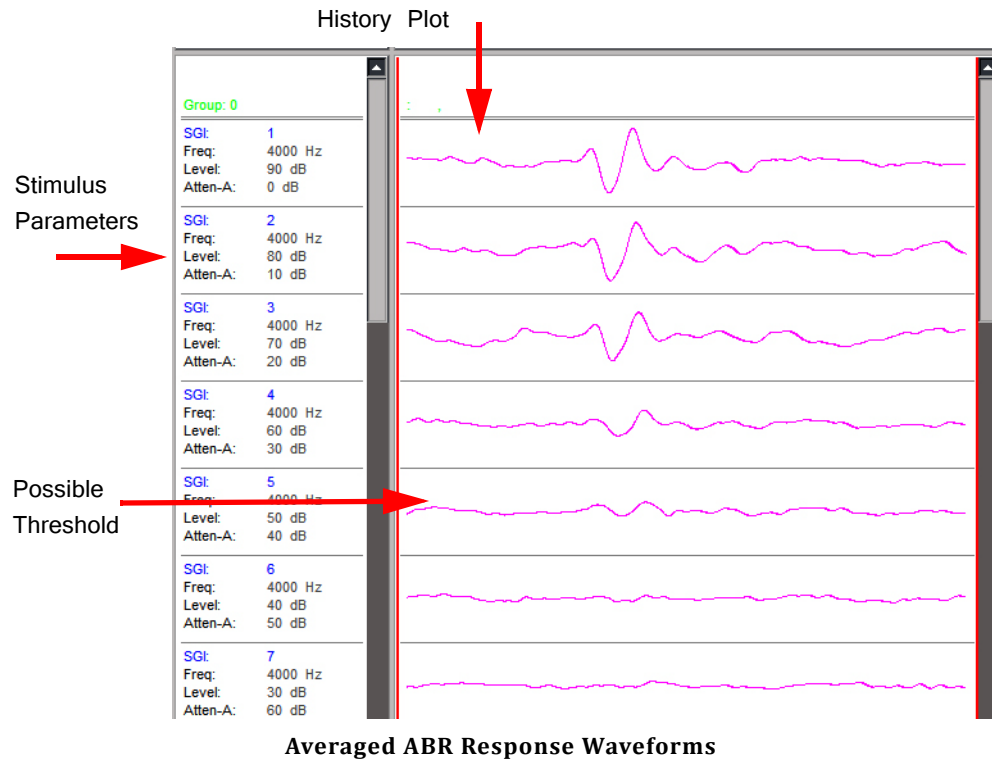 History Plot
Group: 0
: ,
SGI: 1
Freq: 4000 Hz
Level: 90 dB
Atten-A: 0 dB
Stimulus
Parameters
SGI: 2
Freq: 4000 Hz
Level: 80 dB
Atten-A: 10 dB
SGI: 3
Freq: 4000 Hz
Level: 70 dB
Atten-A: 20 dB
SGI: 4
Freq: 4000 Hz
Level: 60 dB
Atten-A: 30 dB
Possible
Threshold
SGI: 5
Freq: 4000 Hz
Level: 50 dB
Atten-A: 40 dB
SGI: 6
Freq: 4000 Hz
Level: 40 dB
Atten-A: 50 dB
SGI: 7
Freq: 4000 Hz
Level: 30 dB
Atten-A: 60 dB
Averaged ABR Response Waveforms